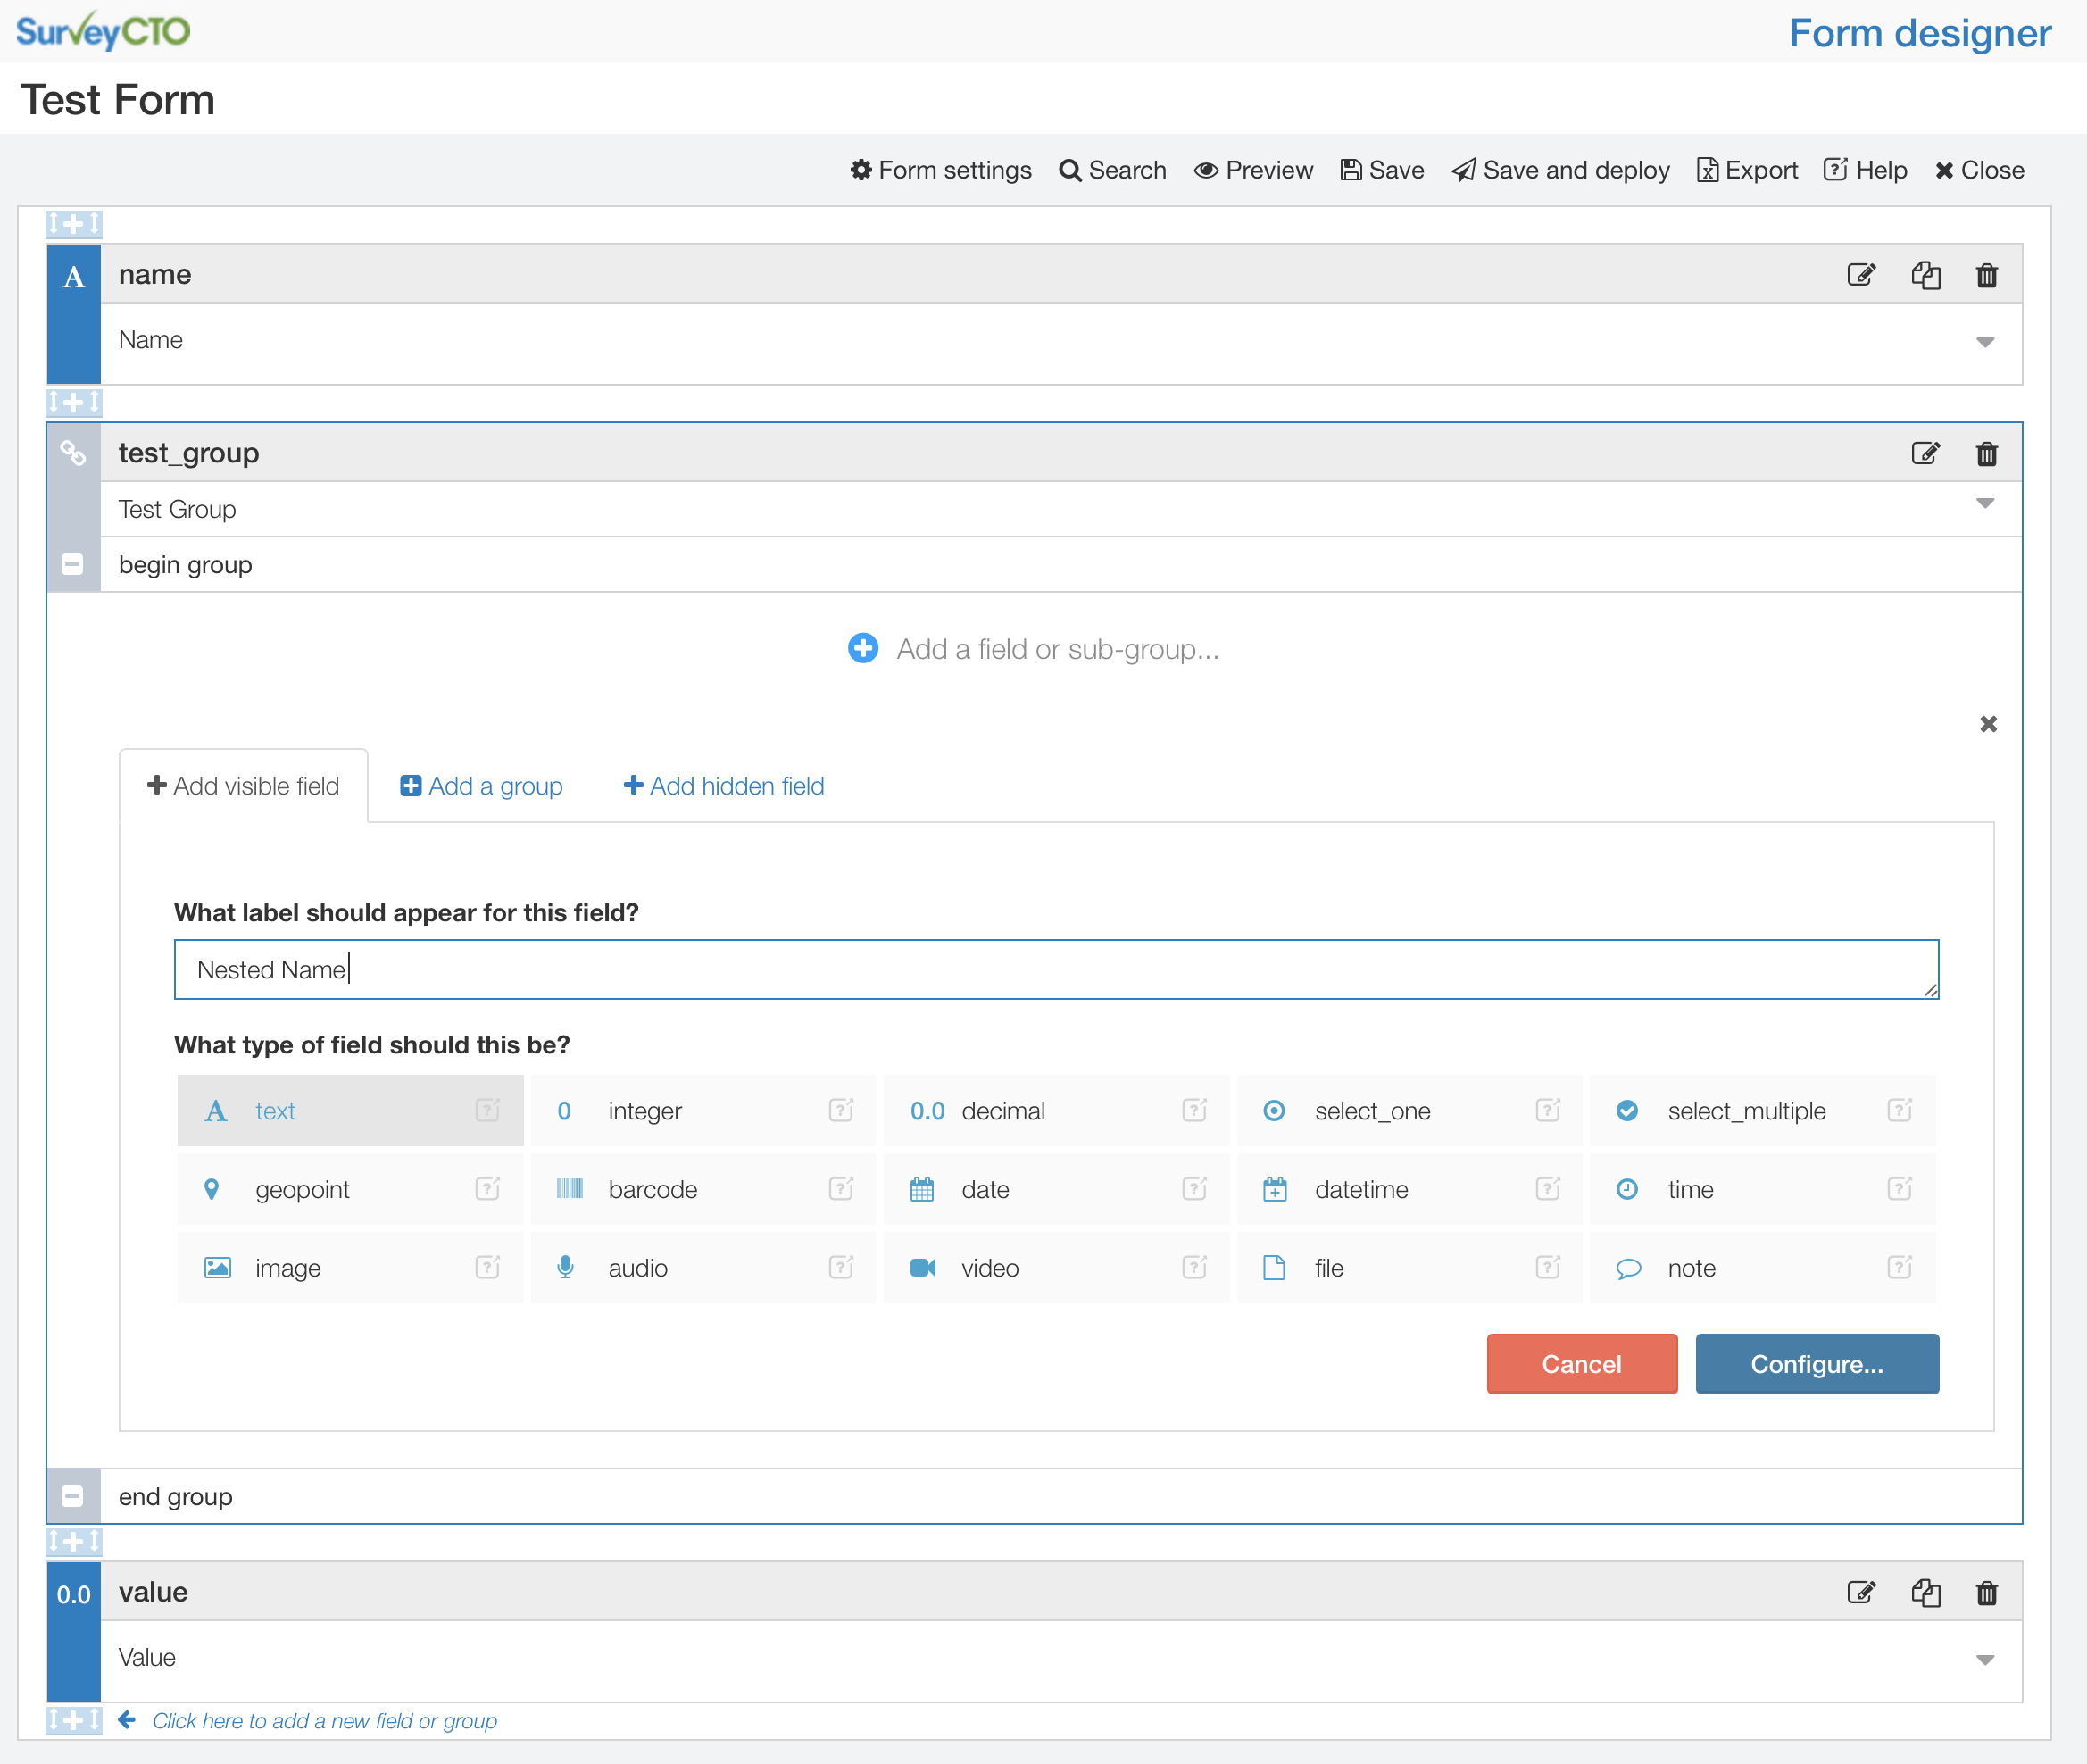 SurveyCTO
Form designer
Test Form
Form settings Search Preview Save Save and deploy Export Help Close
A name
Name
test_group
Test Group
begin group
Add a field or sub-group...
Add visible field Add a group Add hidden field
What label should appear for this field?
Nested Name
What type of field should this be?
A text 0 integer 0.0 decimal select_one select_multiple
geopoint barcode date datetime time
image audio video file note
Cancel Configure...
end group
0.0 value
Value
Click here to add a new field or group